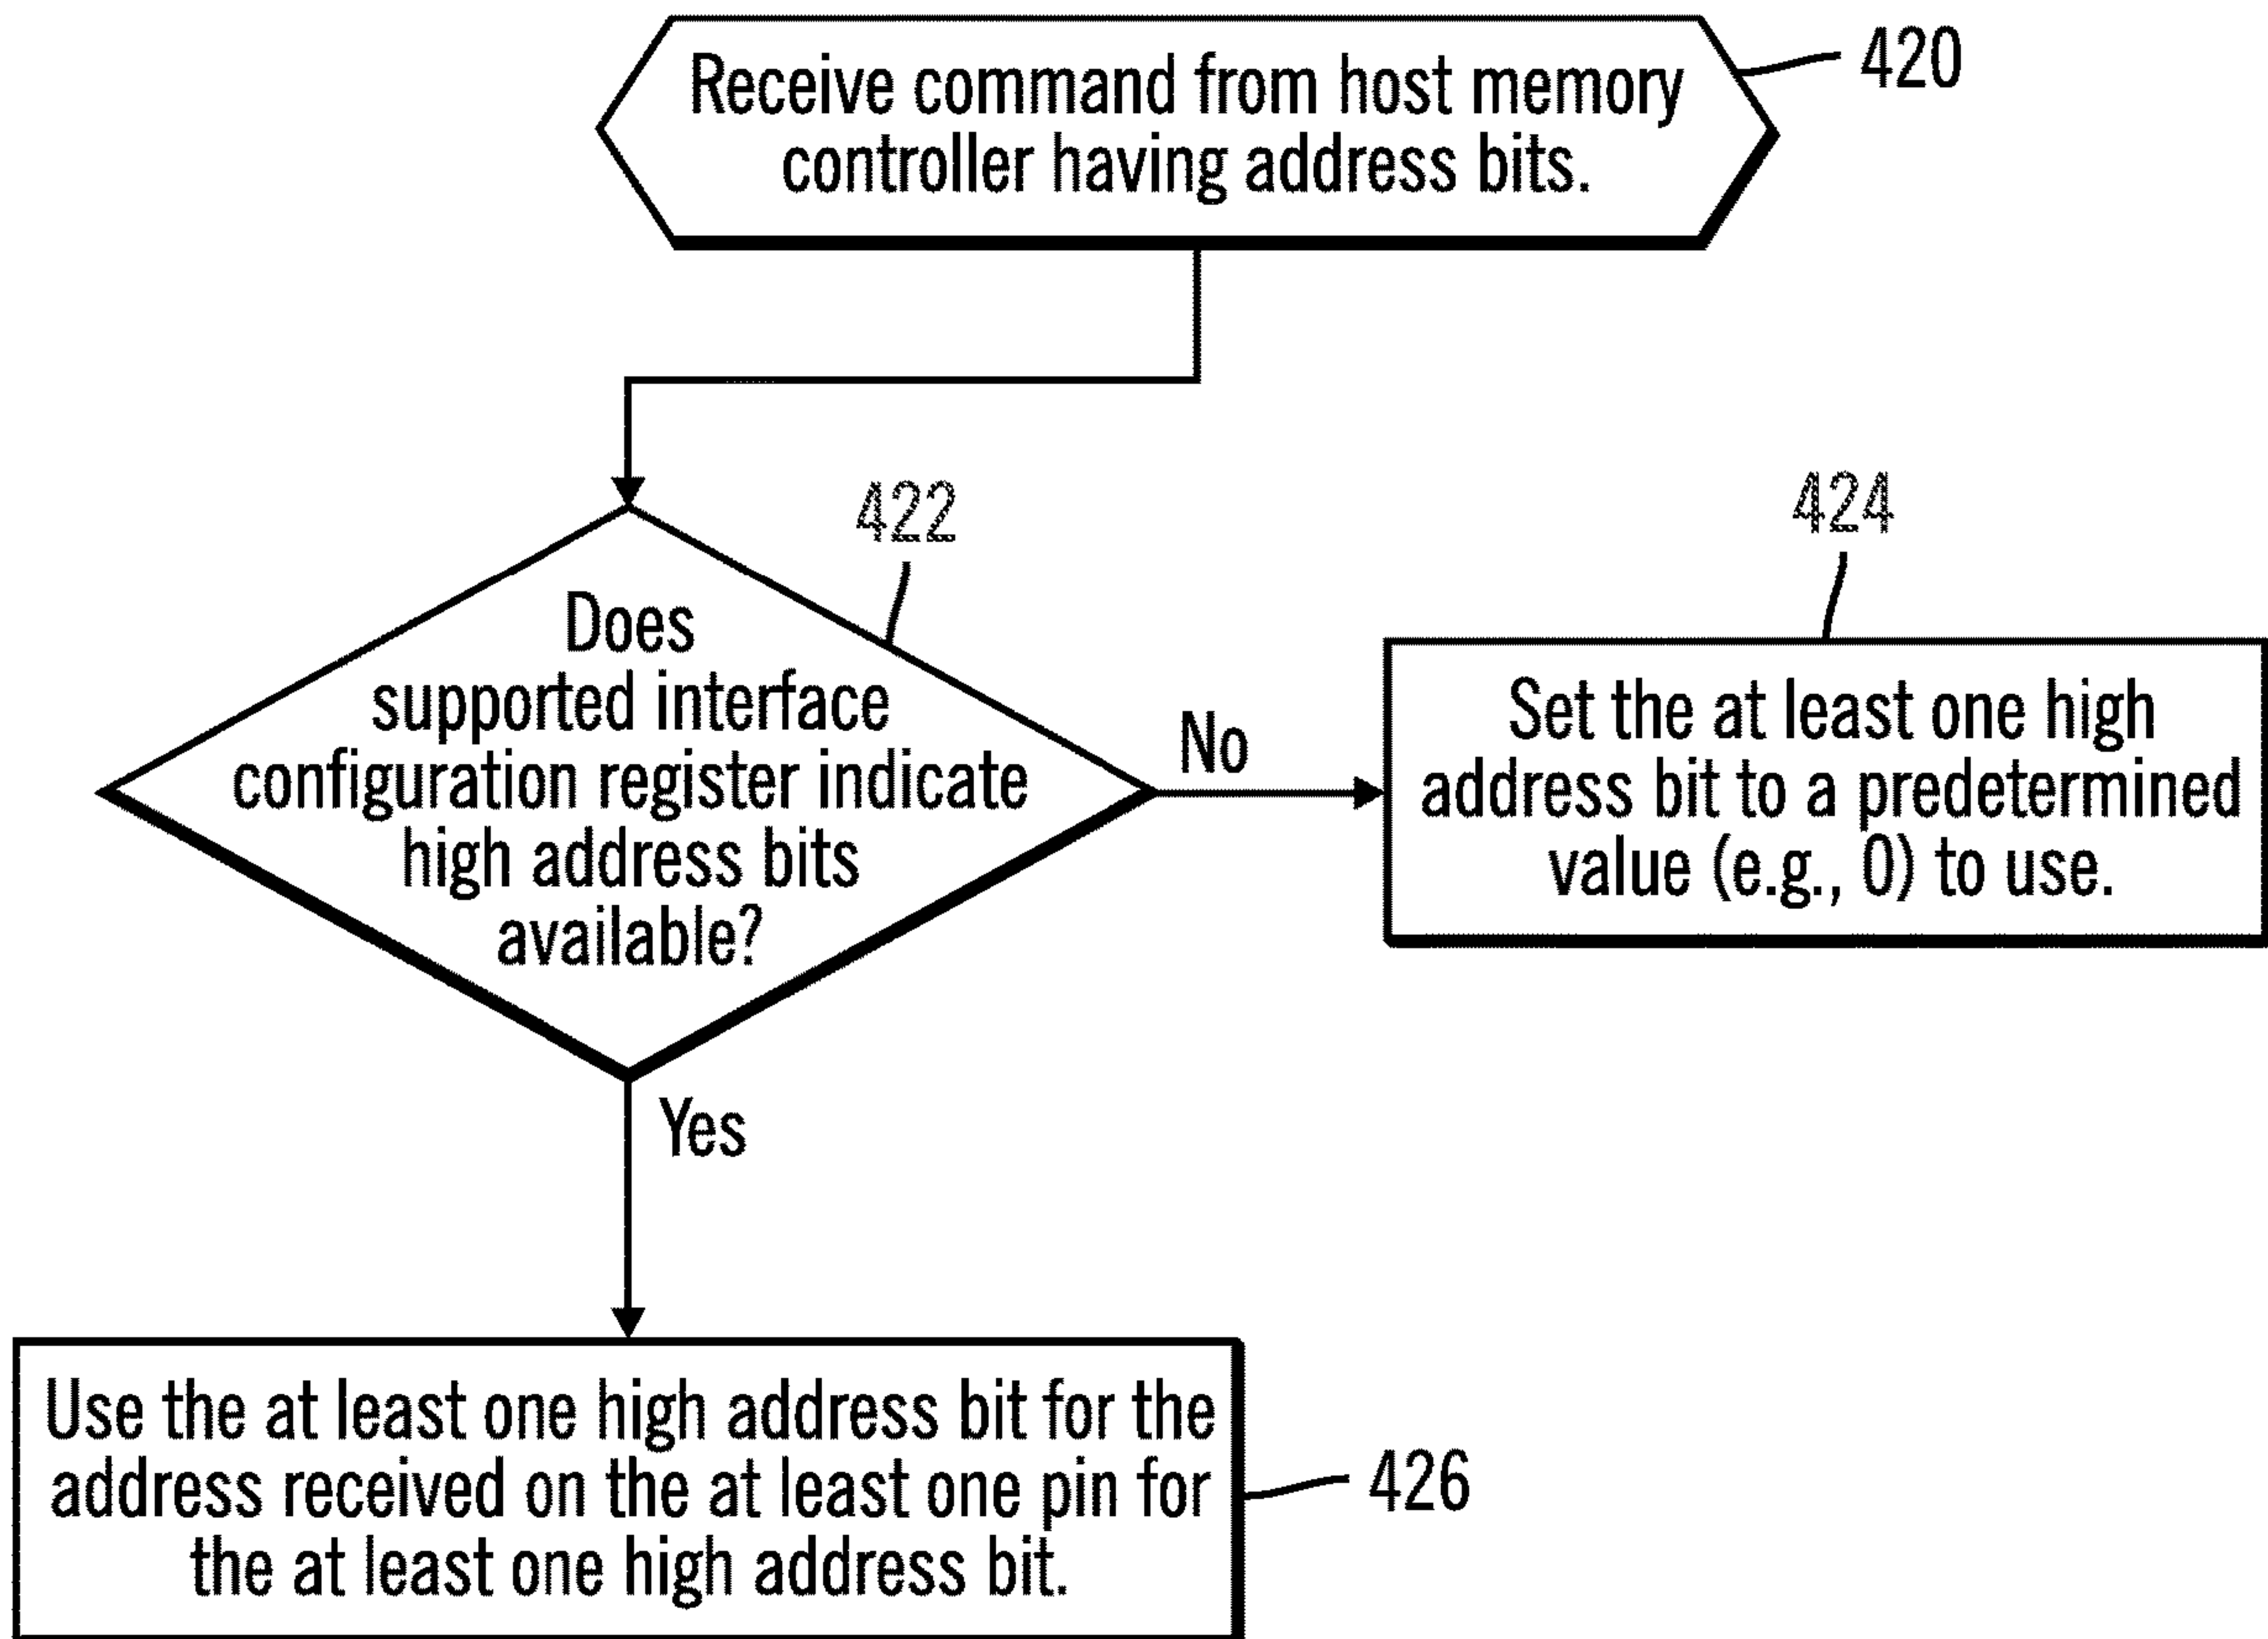 Receive command from host memory
controller having address bits.
420
422
Does
supported interface
configuration register indicate
high address bits
available?
No
424
Set the at least one high
address bit to a predetermined
value (e.g., 0) to use.
Yes
Use the at least one high address bit for the
address received on the at least one pin for
the at least one high address bit.
426